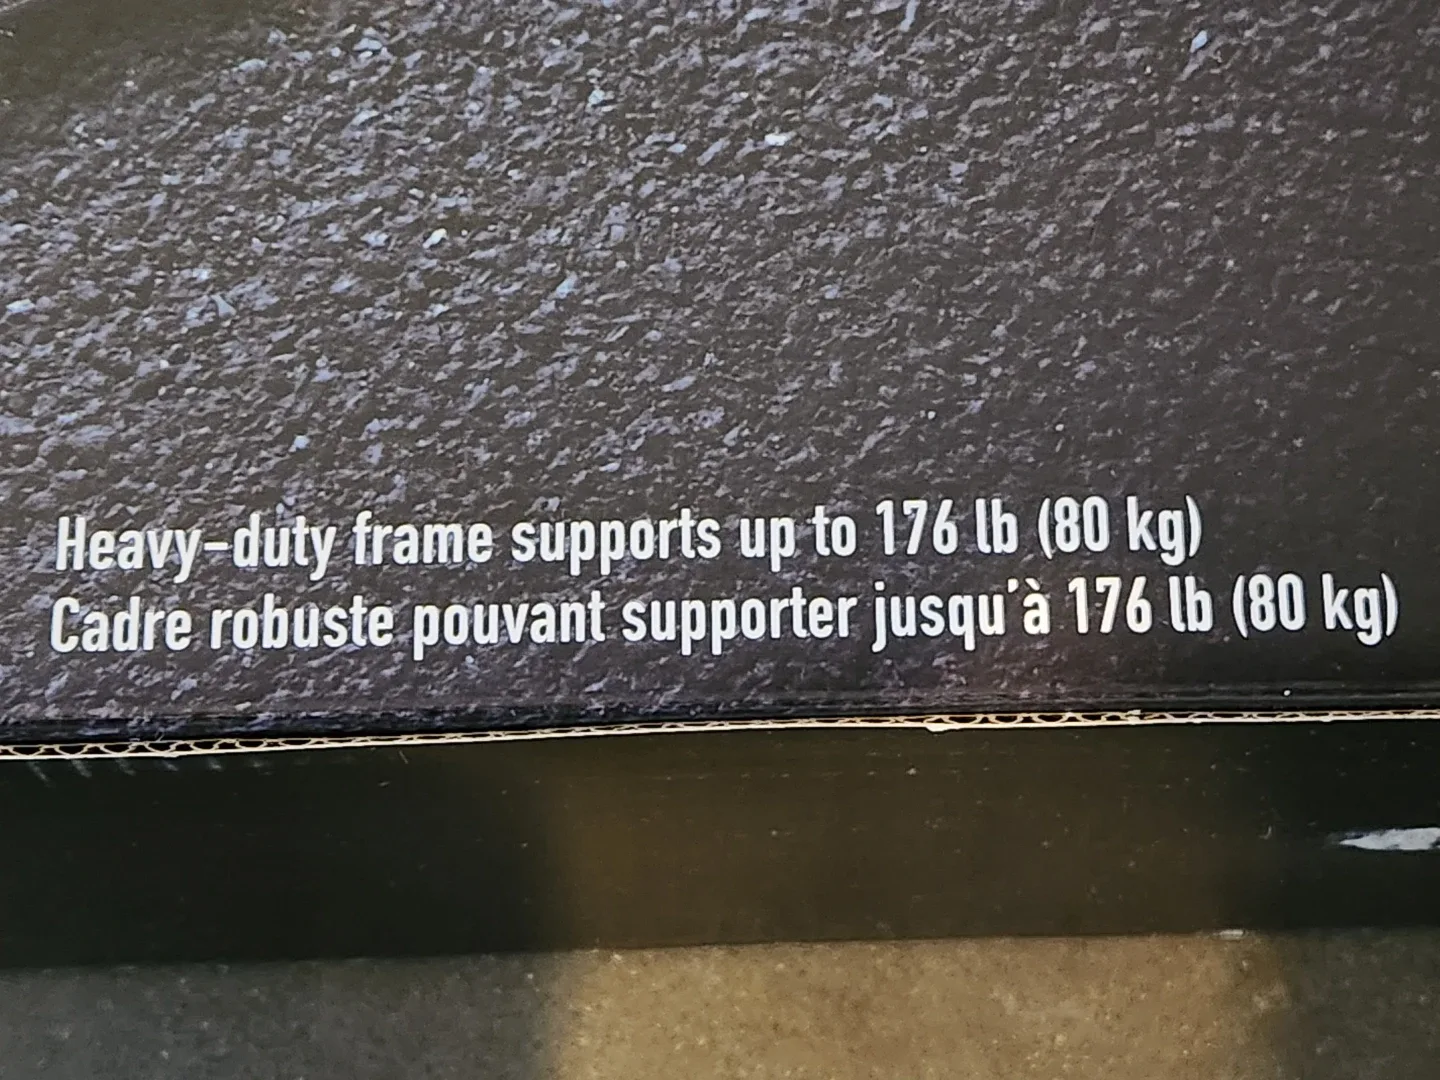 Heavy-duty frame supports up to 176 lb (80 kg)
Cadre robuste pouvant supporter jusqu'à 176 lb (80 kg)